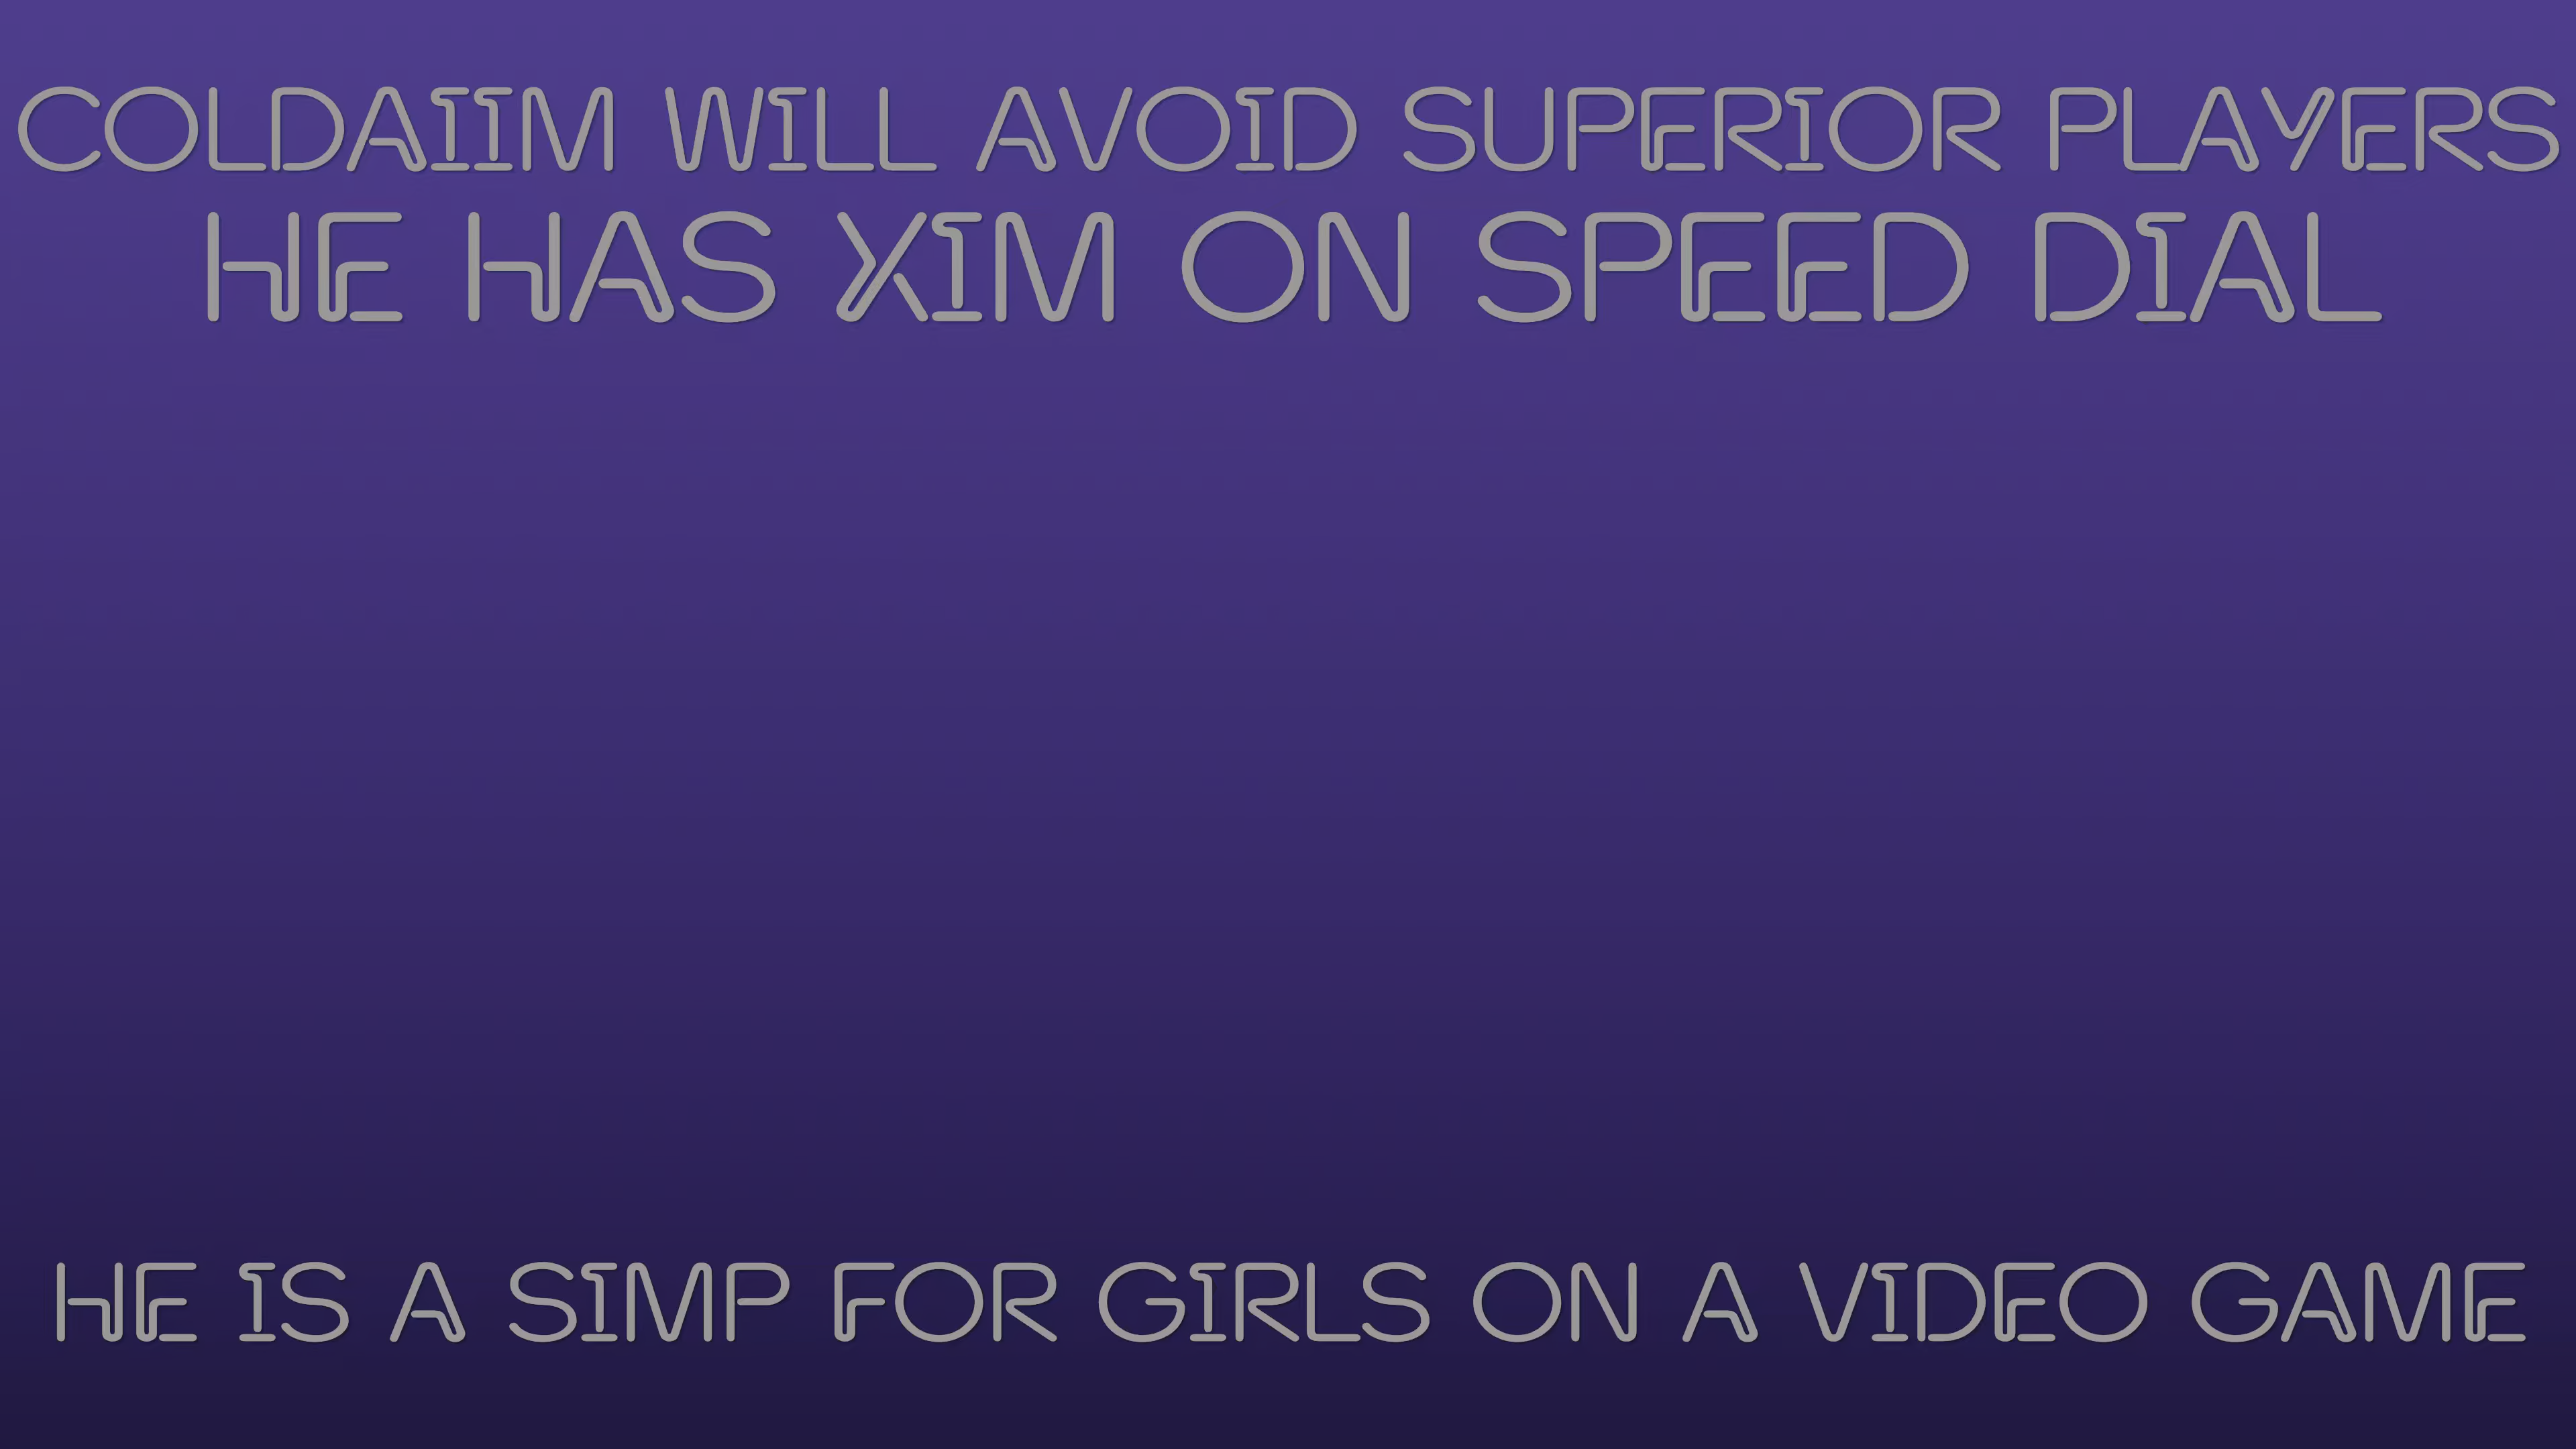 COLDAIIM WILL AVOID SUPERIOR PLAYERS
HE HAS XIM ON SPEED DIAL
HE IS A SIMP FOR GIRLS ON A VIDEO GAME